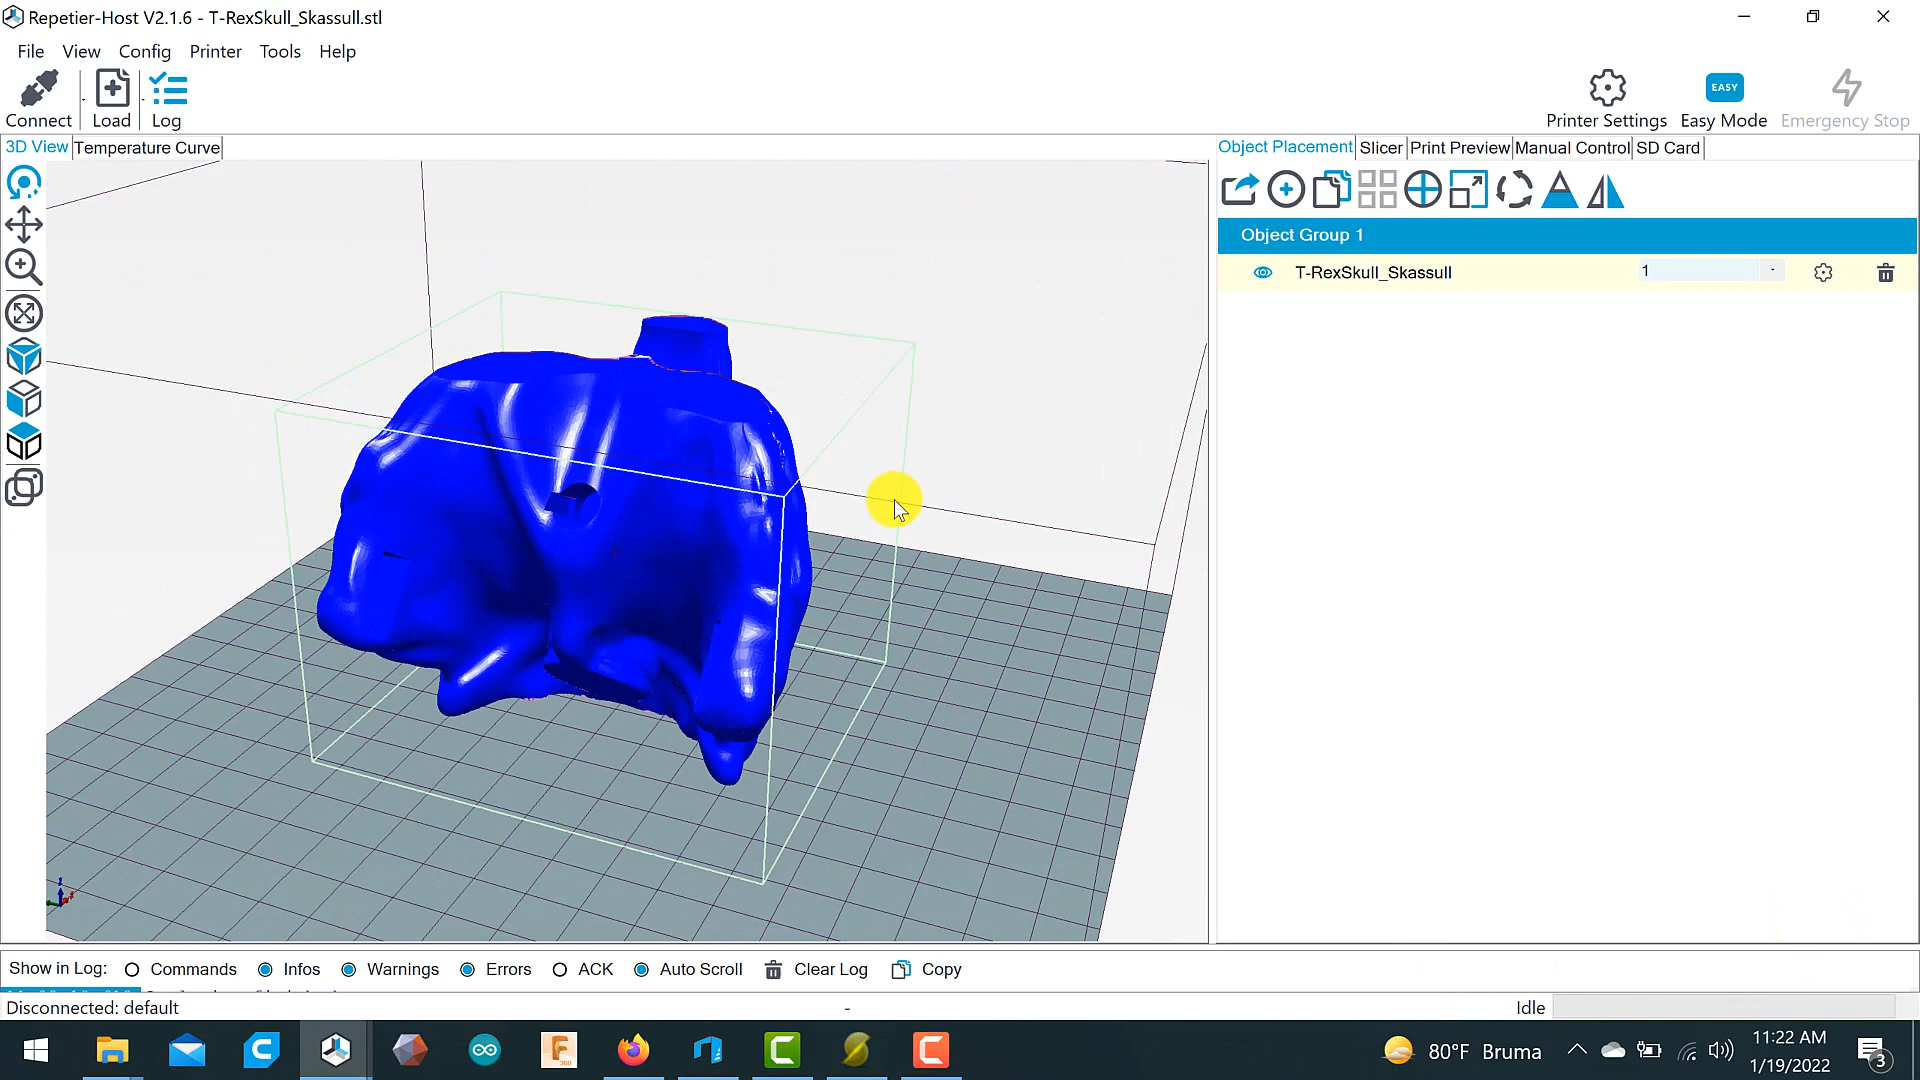 Repetier-Host V2.1.6 - T-RexSkull_Skassull.stl
File View Config Printer Tools Help
Connect Load Log
Printer Settings EASY Easy Mode Emergency Stop
3D View Temperature Curve
Object Placement Slicer Print Preview Manual Control SD Card
Object Group 1
T-RexSkull_Skassull 1
Show in Log: Commands Infos Warnings Errors ACK Auto Scroll Clear Log Copy
Disconnected: default - Idle
80°F Bruma
11:22 AM
1/19/2022
3